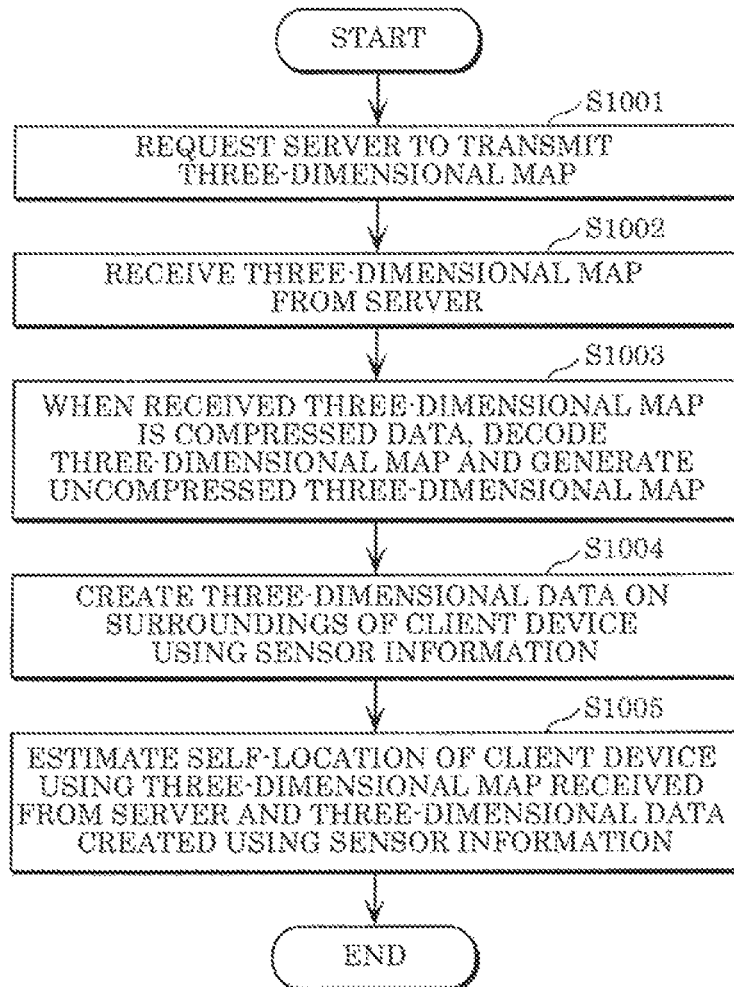 START
S1001
REQUEST SERVER TO TRANSMIT
THREE-DIMENSIONAL MAP
S1002
RECEIVE THREE-DIMENSIONAL MAP
FROM SERVER
S1003
WHEN RECEIVED THREE-DIMENSIONAL MAP
IS COMPRESSED DATA, DECODE
THREE-DIMENSIONAL MAP AND GENERATE
UNCOMPRESSED THREE-DIMENSIONAL MAP
S1004
CREATE THREE-DIMENSIONAL DATA ON
SURROUNDINGS OF CLIENT DEVICE
USING SENSOR INFORMATION
S1005
ESTIMATE SELF-LOCATION OF CLIENT DEVICE
USING THREE-DIMENSIONAL MAP RECEIVED
FROM SERVER AND THREE-DIMENSIONAL DATA
CREATED USING SENSOR INFORMATION
END